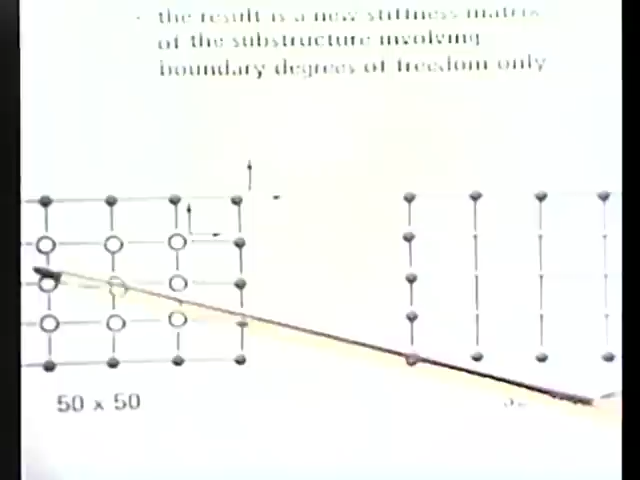 - the result is a new stiffness matrix
of the substructure involving
boundary degrees of freedom only
50 x 50